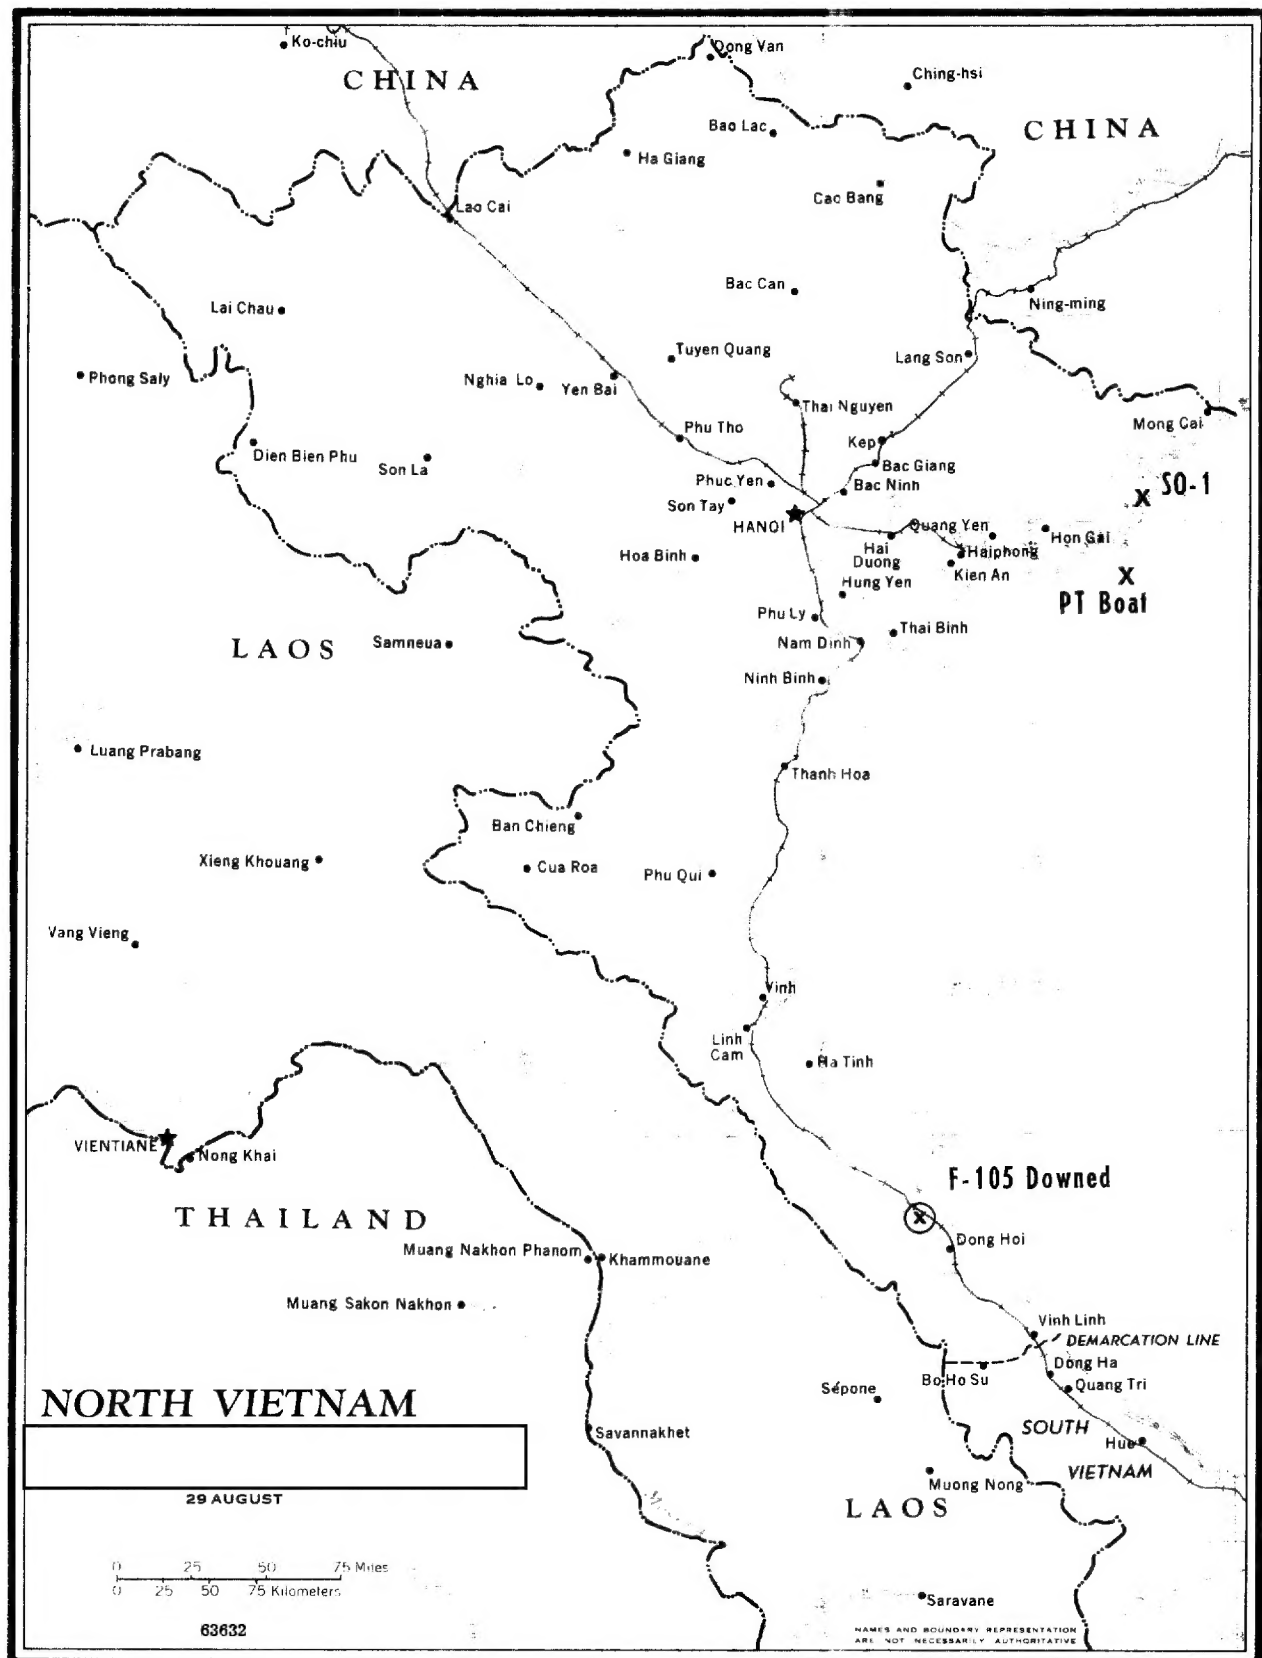 Ko-chiu
CHINA
Dong Van
Ching-hsi
Bao Lac
CHINA
Ha Giang
Cao Bang
Lao Cai
Bac Can
Ning-ming
Lai Chau
Tuyen Quang
Lang Son
Phong Saly
Nghia Lo
Yen Bai
Thai Nguyen
Mong Cai
Phu Tho
Kep
Dien Bien Phu
Son La
Bac Giang
Phuc Yen
Bac Ninh
X SO-1
Son Tay
HANOI
Quang Yen
Hon Gai
Hoa Binh
Hai
Duong
Haiphong
Kien An
X
PT Boat
Hung Yen
Phu Ly
Thai Binh
Nam Dinh
LAOS
Samneua
Ninh Binh
Luang Prabang
Thanh Hoa
Ban Chieng
Xieng Khouang
Cua Roa
Phu Qui
Vang Vieng
Vinh
Linh
Cam
Ha Tinh
VIENTIANE
Nong Khai
F-105 Downed
X
THAILAND
Dong Hoi
Muang Nakhon Phanom
Khammouane
Muang Sakon Nakhon
Vinh Linh
DEMARCATION LINE
Dong Ha
Bo Ho Su
Quang Tri
Sépone
NORTH VIETNAM
SOUTH
VIETNAM
Savannakhet
Hue
Muong Nong
29 AUGUST
LAOS
0 25 50 75 Miles
0 25 50 75 Kilometers
Saravane
63632
NAMES AND BOUNDARY REPRESENTATION
ARE NOT NECESSARILY AUTHORITATIVE